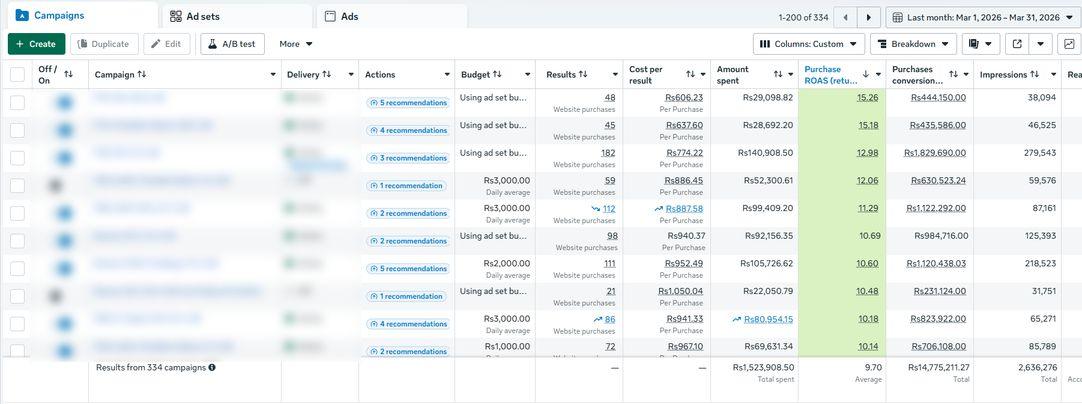 Campaigns
Ad sets
Ads
1-200 of 334
Last month: Mar 1, 2026 – Mar 31, 2026
+ Create
Duplicate
Edit
A/B test
More
Columns: Custom
Breakdown
Off / On
Campaign
Delivery
Actions
Budget
Results
Cost per result
Amount spent
Purchase ROAS (retu...
Purchases conversion...
Impressions
Rea
5 recommendations Using ad set bu... 48 Rs606.23 Rs29,098.82 15.26 Rs444,150.00 38,094
Website purchases Per Purchase
4 recommendations Using ad set bu... 45 Rs637.60 Rs28,692.20 15.18 Rs435,586.00 46,525
Website purchases Per Purchase
3 recommendations Using ad set bu... 182 Rs774.22 Rs140,908.50 12.98 Rs1,829,690.00 279,543
Website purchases Per Purchase
1 recommendation Rs3,000.00 59 Rs886.45 Rs52,300.61 12.06 Rs630,523.24 59,576
Daily average Website purchases Per Purchase
2 recommendations Rs3,000.00 112 Rs887.58 Rs99,409.20 11.29 Rs1,122,292.00 87,161
Daily average Website purchases Per Purchase
2 recommendations Using ad set bu... 98 Rs940.37 Rs92,156.35 10.69 Rs984,716.00 125,393
Website purchases Per Purchase
5 recommendations Rs2,000.00 111 Rs952.49 Rs105,726.62 10.60 Rs1,120,438.03 218,523
Daily average Website purchases Per Purchase
1 recommendation Using ad set bu... 21 Rs1,050.04 Rs22,050.79 10.48 Rs231,124.00 31,751
Website purchases Per Purchase
4 recommendations Rs3,000.00 86 Rs941.33 Rs80,954.15 10.18 Rs823,922.00 65,271
Daily average Website purchases Per Purchase
2 recommendations Rs1,000.00 72 Rs967.10 Rs69,631.34 10.14 Rs706,108.00 85,789
Results from 334 campaigns — — Rs1,523,908.50 9.70 Rs14,775,211.27 2,636,276
Total spent Average Total Total Acco